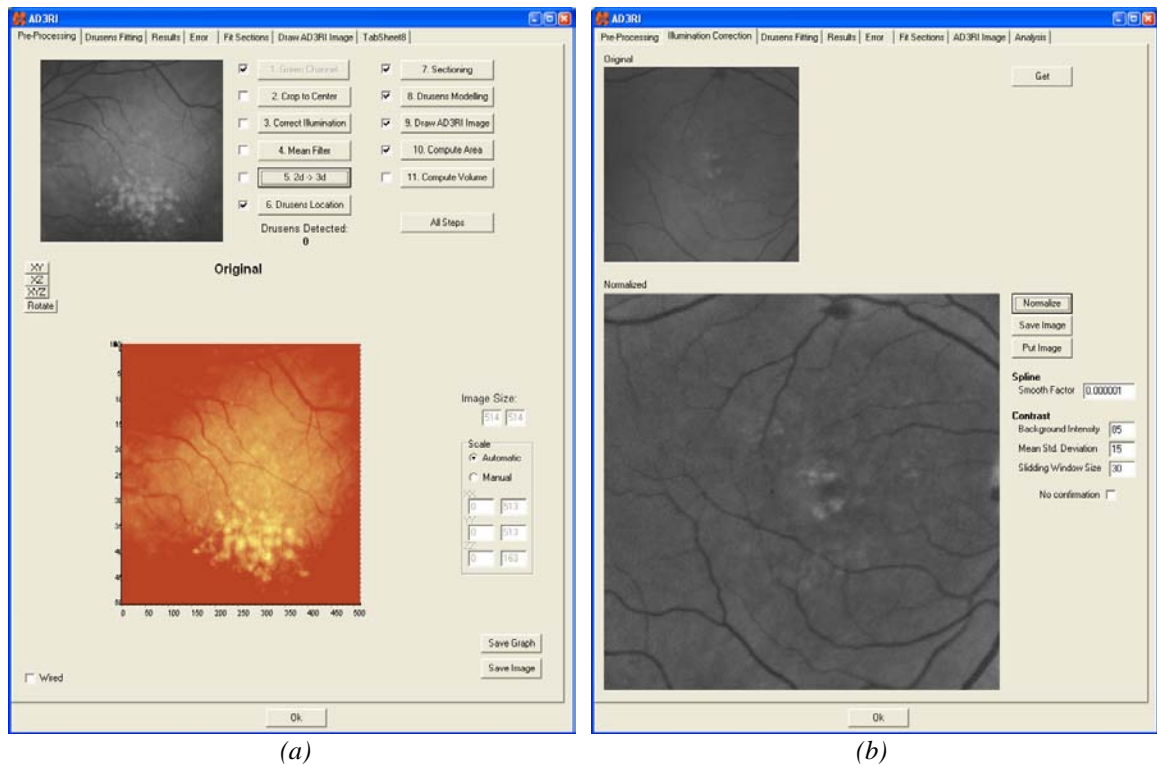 AD3RI
Pre-Processing Drusens Fitting Results Error Fit Sections Draw AD3RI Image TabSheet8
1. Green Channel
2. Crop to Center
3. Correct Illumination
4. Mean Filter
5. 2d -> 3d
6. Drusens Location
Drusens Detected:
0
7. Sectioning
8. Drusens Modelling
9. Draw AD3RI Image
10. Compute Area
11. Compute Volume
All Steps
XY
XZ
XYZ
Rotate
Original
0 50 100 150 200 250 300 350 400 450 500
Image Size:
514 514
Scale
Automatic
Manual
XX
0 513
YY
0 513
ZZ
0 163
Save Graph
Save Image
Wired
Ok
(a)
AD3RI
Pre-Processing Illumination Correction Drusens Fitting Results Error Fit Sections AD3RI Image Analysis
Original
Get
Normalized
Normalize
Save Image
Put Image
Spline
Smooth Factor 0.000001
Contrast
Background Intensity 85
Mean Std. Deviation 15
Slidding Window Size 30
No confirmation
Ok
(b)